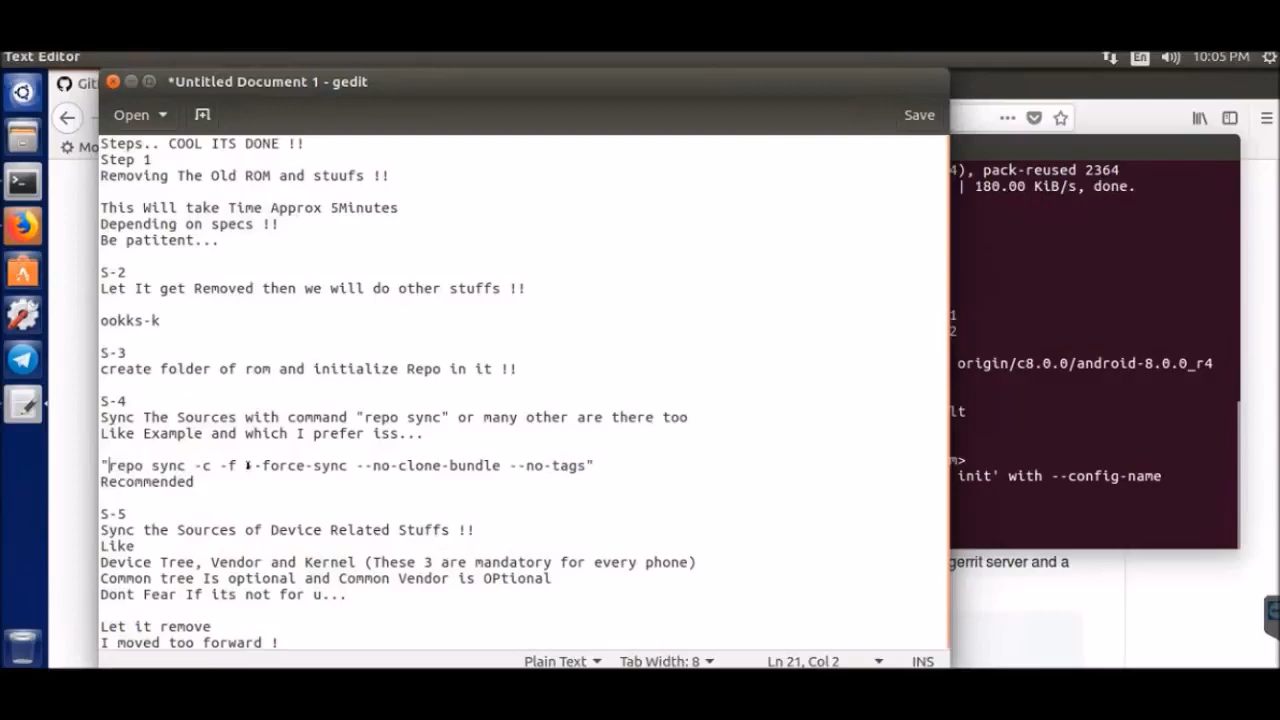 Text Editor
En
10:05 PM
Git
*Untitled Document 1 - gedit
Open
Save
Mo
Steps.. COOL ITS DONE !!
Step 1
Removing The Old ROM and stuufs !!
This Will take Time Approx 5Minutes
Depending on specs !!
Be patitent...
S-2
Let It get Removed then we will do other stuffs !!
ookks-k
S-3
create folder of rom and initialize Repo in it !!
S-4
Sync The Sources with command "repo sync" or many other are there too
Like Example and which I prefer iss...
"repo sync -c -f --force-sync --no-clone-bundle --no-tags"
Recommended
S-5
Sync the Sources of Device Related Stuffs !!
Like
Device Tree, Vendor and Kernel (These 3 are mandatory for every phone)
Common tree Is optional and Common Vendor is OPtional
Dont Fear If its not for u...
Let it remove
I moved too forward !
Plain Text
Tab Width: 8
Ln 21, Col 2
INS
4), pack-reused 2364
| 180.00 KiB/s, done.
1
2
origin/c8.0.0/android-8.0.0_r4
lt
m>
init' with --config-name
gerrit server and a